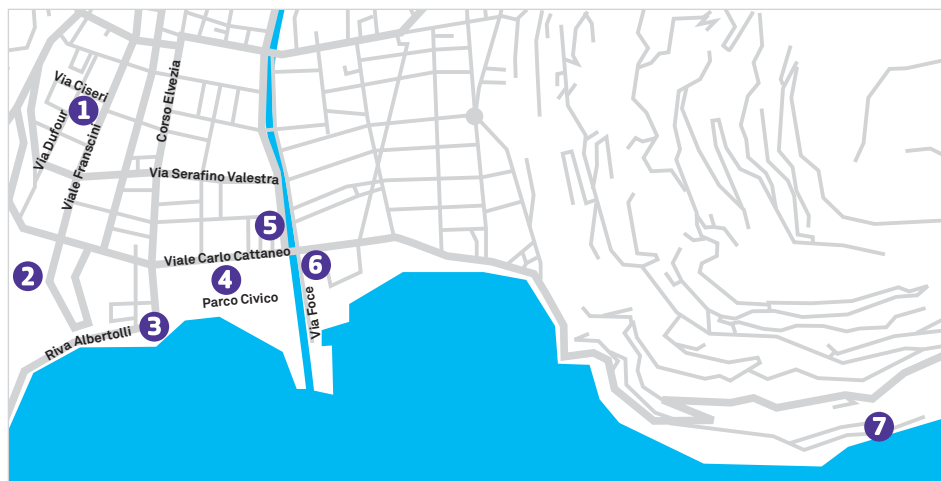 Via Ciseri
1
Via Dufour
Viale Franscini
Corso Elvezia
Via Serafino Valestra
5
Viale Carlo Cattaneo
6
2
4
Parco Civico
Via Foce
3
Riva Albertolli
7